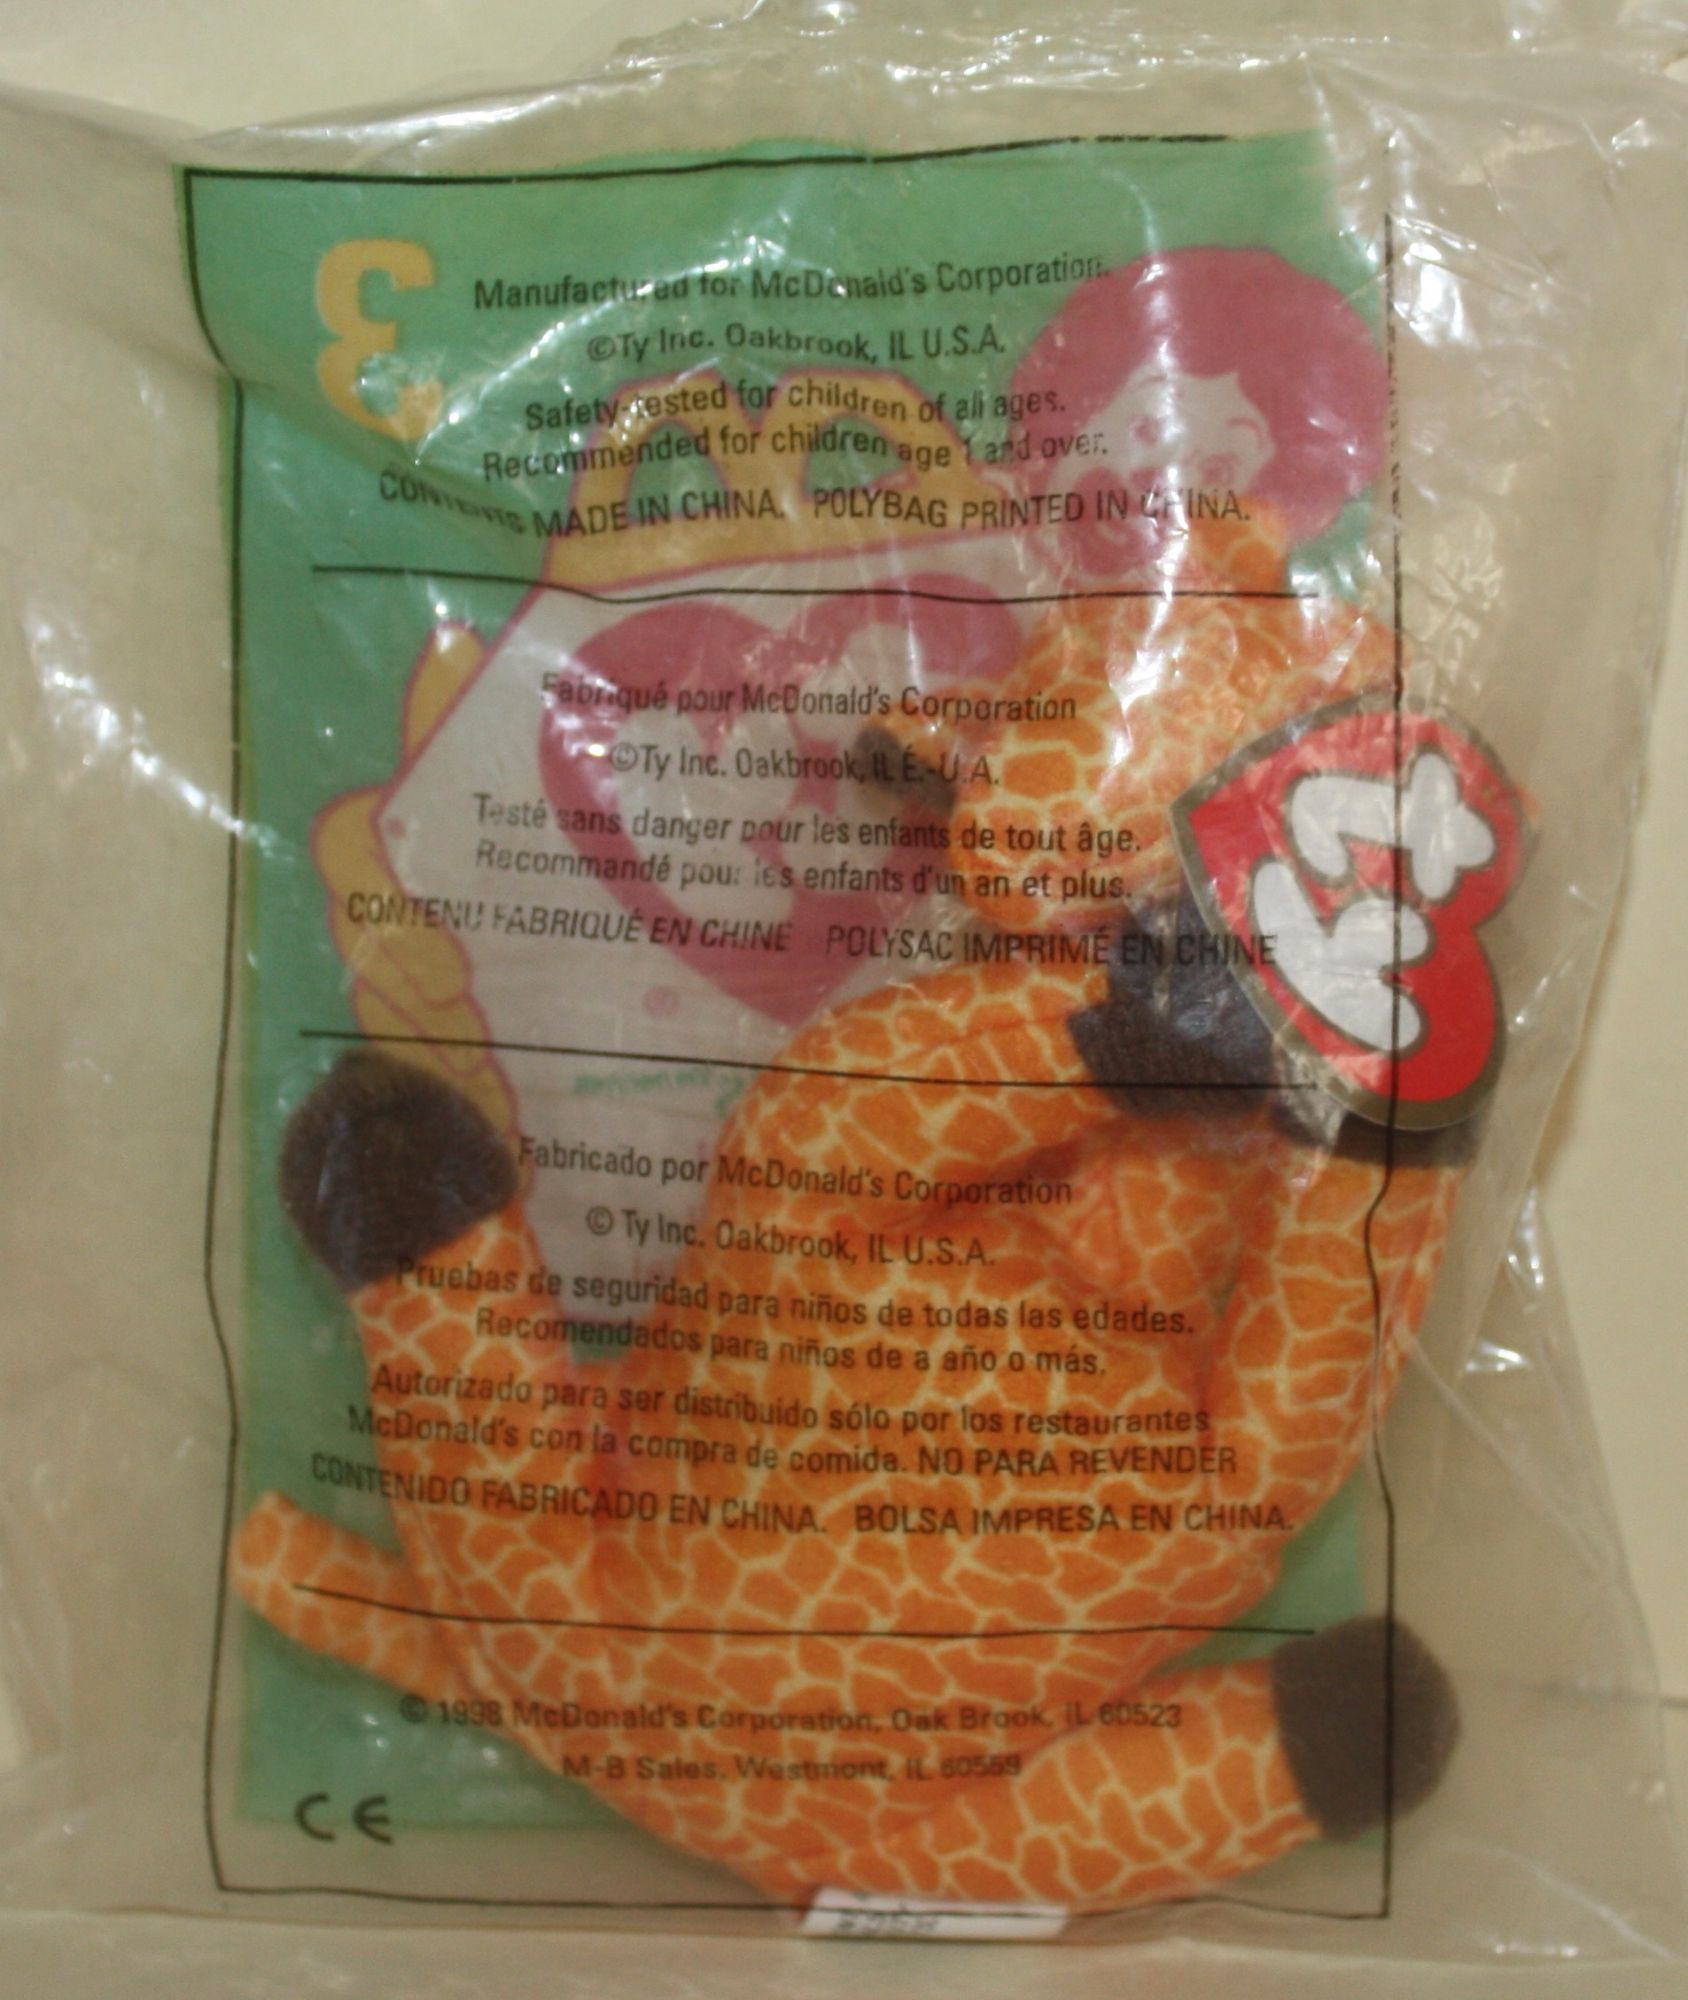 3
Manufactured for McDonald's Corporation.
©Ty Inc. Oakbrook, IL U.S.A.
Safety-tested for children of all ages.
Recommended for children age 1 and over.
CONTENTS MADE IN CHINA. POLYBAG PRINTED IN CHINA.
Fabriqué pour McDonald's Corporation
©Ty Inc. Oakbrook, IL É.-U.A.
Testé sans danger pour les enfants de tout âge.
Recommandé pour les enfants d'un an et plus.
CONTENU FABRIQUÉ EN CHINE POLYSAC IMPRIMÉ EN CHINE
ty
Fabricado por McDonald's Corporation
© Ty Inc. Oakbrook, IL U.S.A.
Pruebas de seguridad para niños de todas las edades.
Recomendados para niños de a año o más.
Autorizado para ser distribuido sólo por los restaurantes
McDonald's con la compra de comida. NO PARA REVENDER
CONTENIDO FABRICADO EN CHINA. BOLSA IMPRESA EN CHINA.
© 1998 McDonald's Corporation, Oak Brook, IL 60523
M-B Sales, Westmont, IL 60559
CE